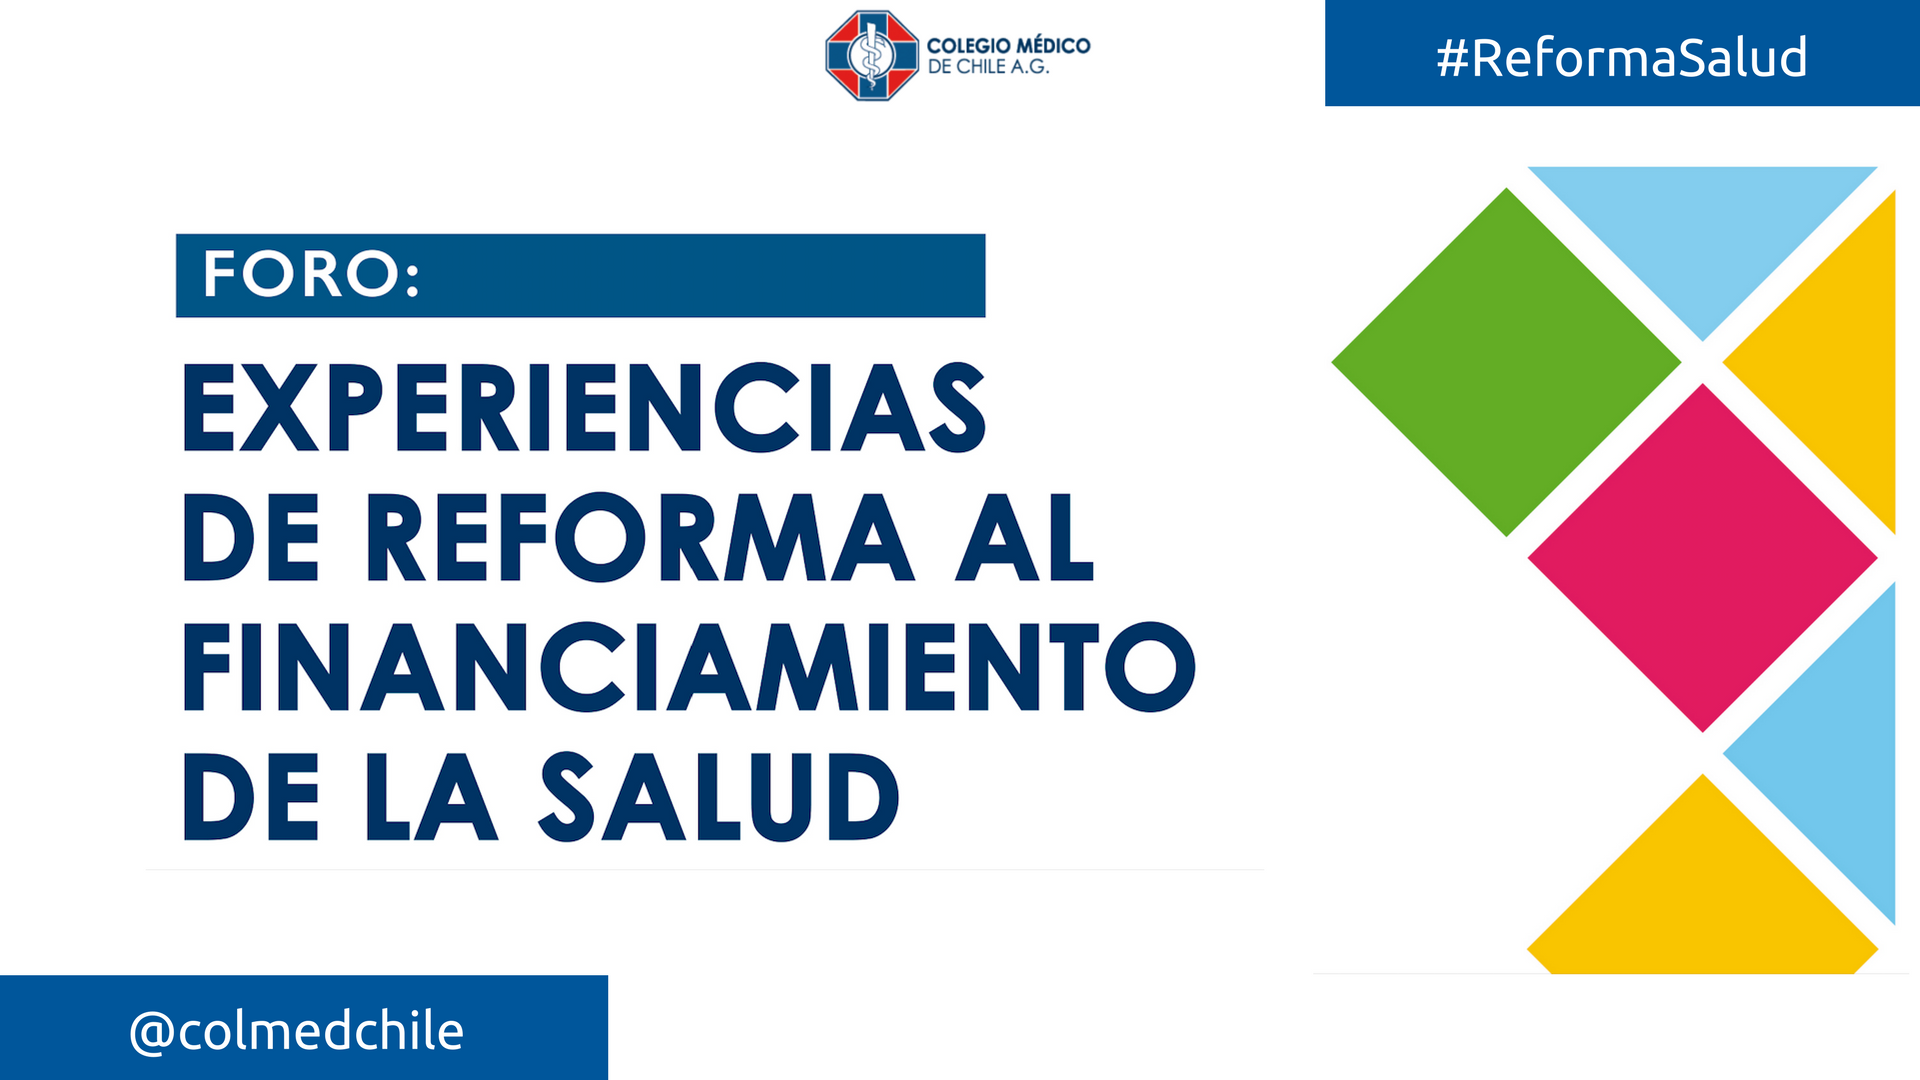 COLEGIO MÉDICO
DE CHILE A.G.
#ReformaSalud
FORO:
EXPERIENCIAS
DE REFORMA AL
FINANCIAMIENTO
DE LA SALUD
@colmedchile